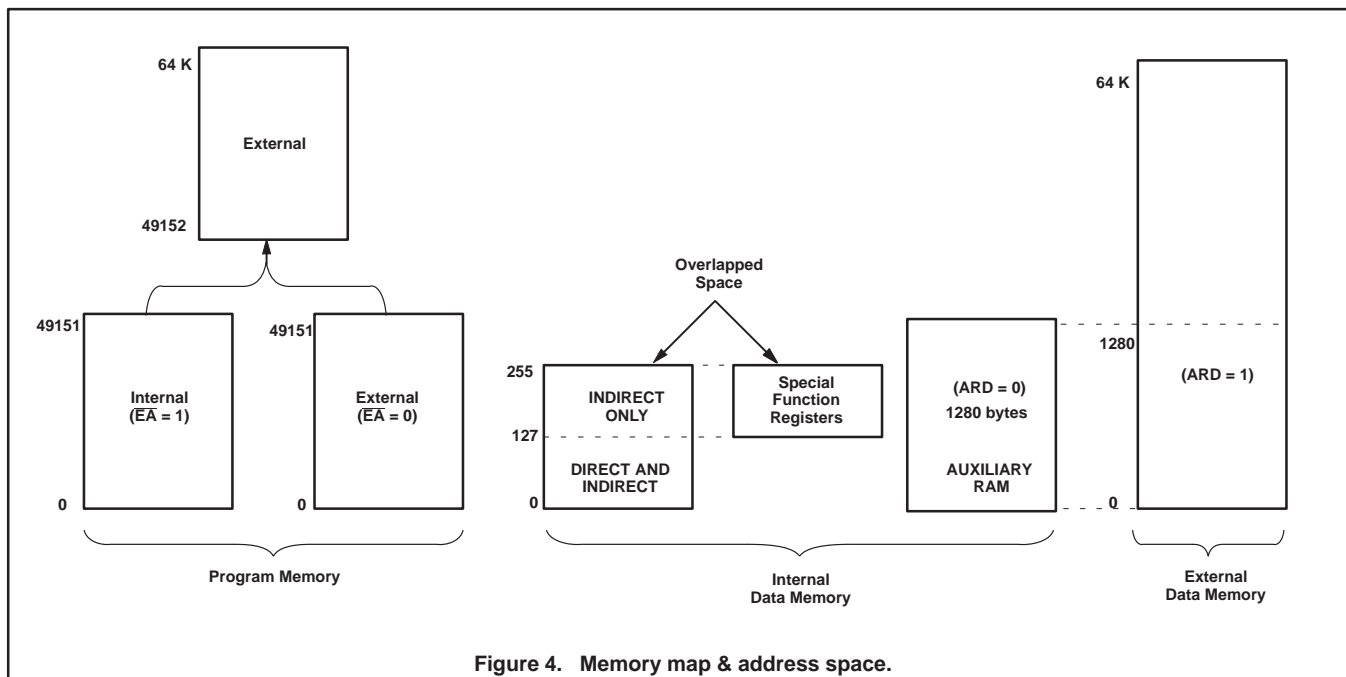 64 K
External
49152
49151
Internal
(E̅A̅ = 1)
0
49151
External
(E̅A̅ = 0)
0
Program Memory
Overlapped
Space
255
INDIRECT
ONLY
127
DIRECT AND
INDIRECT
0
Special
Function
Registers
(ARD = 0)
1280 bytes
AUXILIARY
RAM
Internal
Data Memory
64 K
1280
(ARD = 1)
0
External
Data Memory
Figure 4. Memory map & address space.